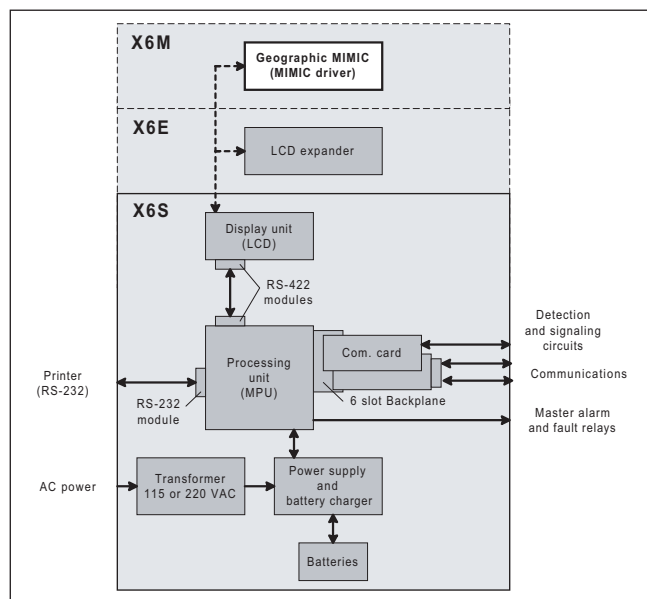 X6M
Geographic MIMIC
(MIMIC driver)
X6E
LCD expander
X6S
Display unit
(LCD)
RS-422
modules
Detection
and signaling
circuits
Com. card
Printer
(RS-232)
Processing
unit
(MPU)
Communications
RS-232
module
6 slot Backplane
Master alarm
and fault relays
AC power
Transformer
115 or 220 VAC
Power supply
and
battery charger
Batteries